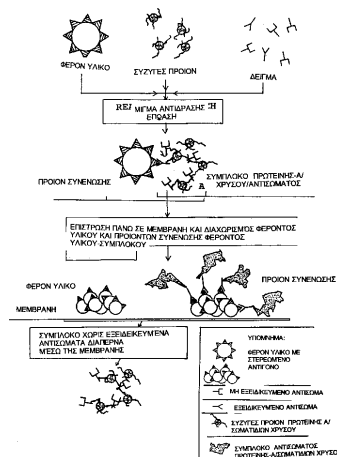 ΦΕΡΟΝ ΥΛΙΚΟ
ΣΥΖΥΓΕΣ ΠΡΟΙΟΝ
ΔΕΙΓΜΑ
ΜΙΓΜΑ ΑΝΤΙΔΡΑΣΗΣ
ΕΠΩΑΣΗ
ΠΡΟΪΟΝ ΣΥΝΕΝΩΣΗΣ
ΣΥΜΠΛΟΚΟ ΠΡΩΤΕΙΝΗΣ-Α/
ΧΡΥΣΟΥ/ΑΝΤΙΣΩΜΑΤΟΣ
Α
ΕΠΙΣΤΡΩΣΗ ΠΑΝΩ ΣΕ ΜΕΜΒΡΑΝΗ ΚΑΙ ΔΙΑΧΩΡΙΣΜΟΣ ΦΕΡΟΝΤΟΣ
ΥΛΙΚΟΥ ΚΑΙ ΠΡΟΙΟΝΤΩΝ ΣΥΝΕΝΩΣΗΣ ΦΕΡΟΝΤΟΣ
ΥΛΙΚΟΥ-ΣΥΜΠΛΟΚΟΥ
ΦΕΡΟΝ ΥΛΙΚΟ
ΠΡΟΙΟΝ ΣΥΝΕΝΩΣΗΣ
ΜΕΜΒΡΑΝΗ
ΣΥΜΠΛΟΚΟ ΧΩΡΙΣ ΕΞΕΙΔΙΚΕΥΜΕΝΑ
ΑΝΤΙΣΩΜΑΤΑ ΔΙΑΠΕΡΝΑ
ΜΕΣΩ ΤΗΣ ΜΕΜΒΡΑΝΗΣ
ΥΠΟΜΝΗΜΑ:
ΦΕΡΟΝ ΥΛΙΚΟ ΜΕ
ΣΤΕΡΕΩΜΕΝΟ
ΑΝΤΙΓΟΝΟ
ΜΗ ΕΞΕΙΔΙΚΕΥΜΕΝΟ ΑΝΤΙΣΩΜΑ
ΕΞΕΙΔΙΚΕΥΜΕΝΟ ΑΝΤΙΣΩΜΑ
ΣΥΖΥΓΕΣ ΠΡΟΙΟΝ ΠΡΩΤΕΙΝΗΣ Α/
ΣΩΜΑΤΙΔΙΩΝ ΧΡΥΣΟΥ
ΣΥΜΠΛΟΚΟ ΑΝΤΙΣΩΜΑΤΟΣ
ΠΡΩΤΕΙΝΗΣ-Α/ΣΩΜΑΤΙΔΙΩΝ ΧΡΥΣΟΥ